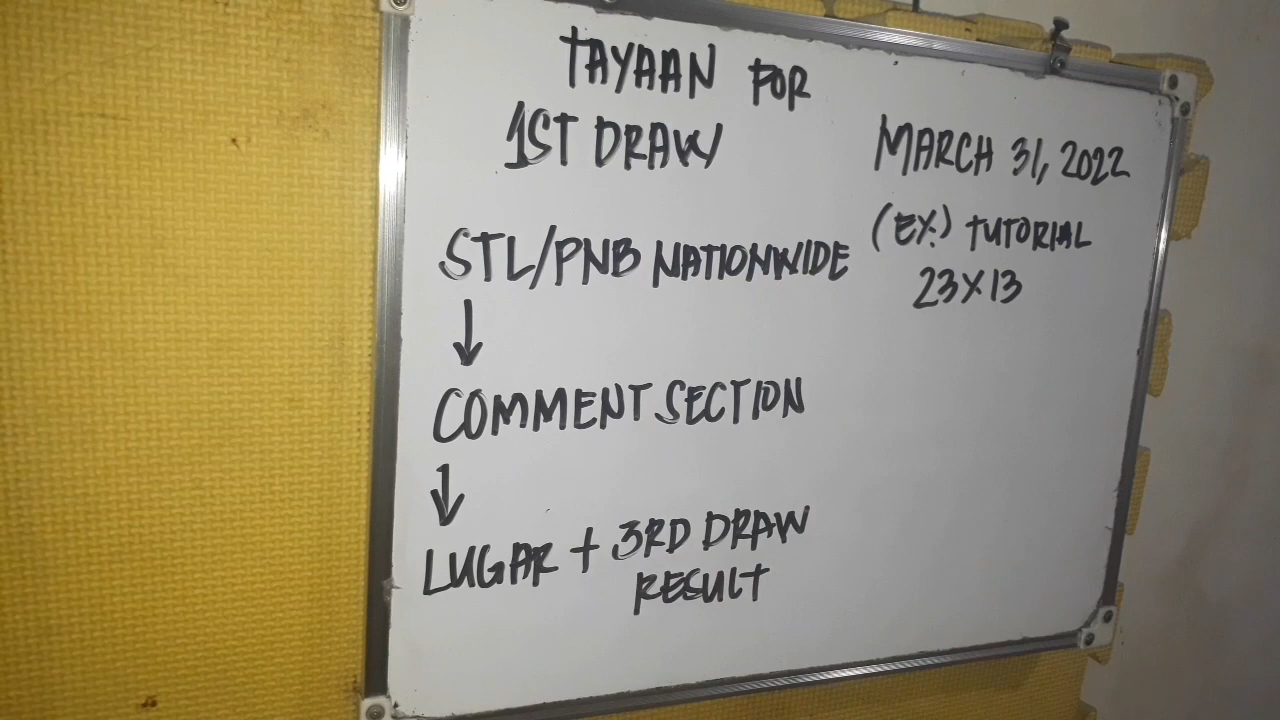 TAYAAN FOR
1ST DRAW
MARCH 31, 2022
STL/PNB NATIONWIDE
(EX.) TUTORIAL
23X13
↓
COMMENT SECTION
↓
LUGAR + 3RD DRAW
RESULT